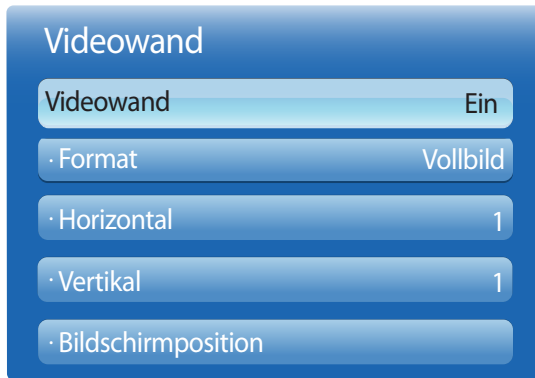 Videowand
Videowand Ein
· Format Vollbild
· Horizontal 1
· Vertikal 1
· Bildschirmposition